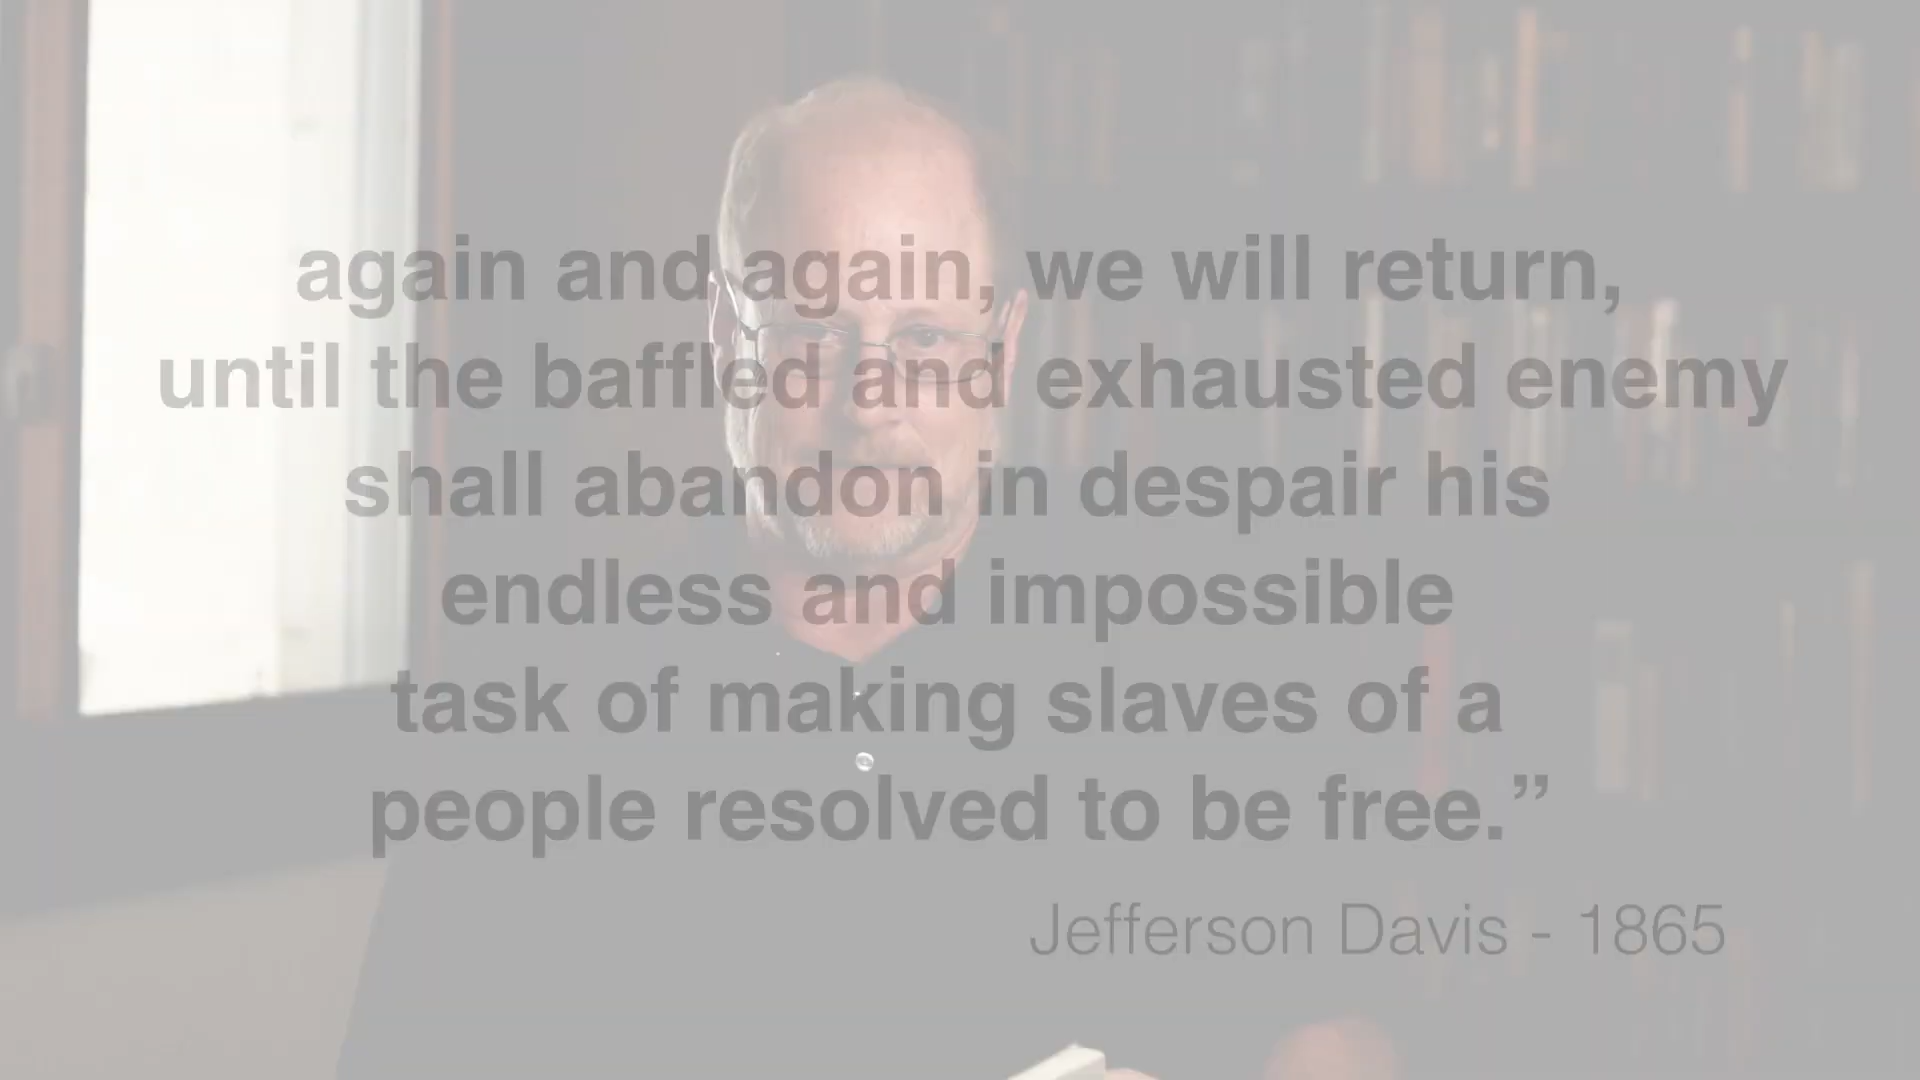 again and again, we will return,
until the baffled and exhausted enemy
shall abandon in despair his
endless and impossible
task of making slaves of a
people resolved to be free.”
Jefferson Davis - 1865